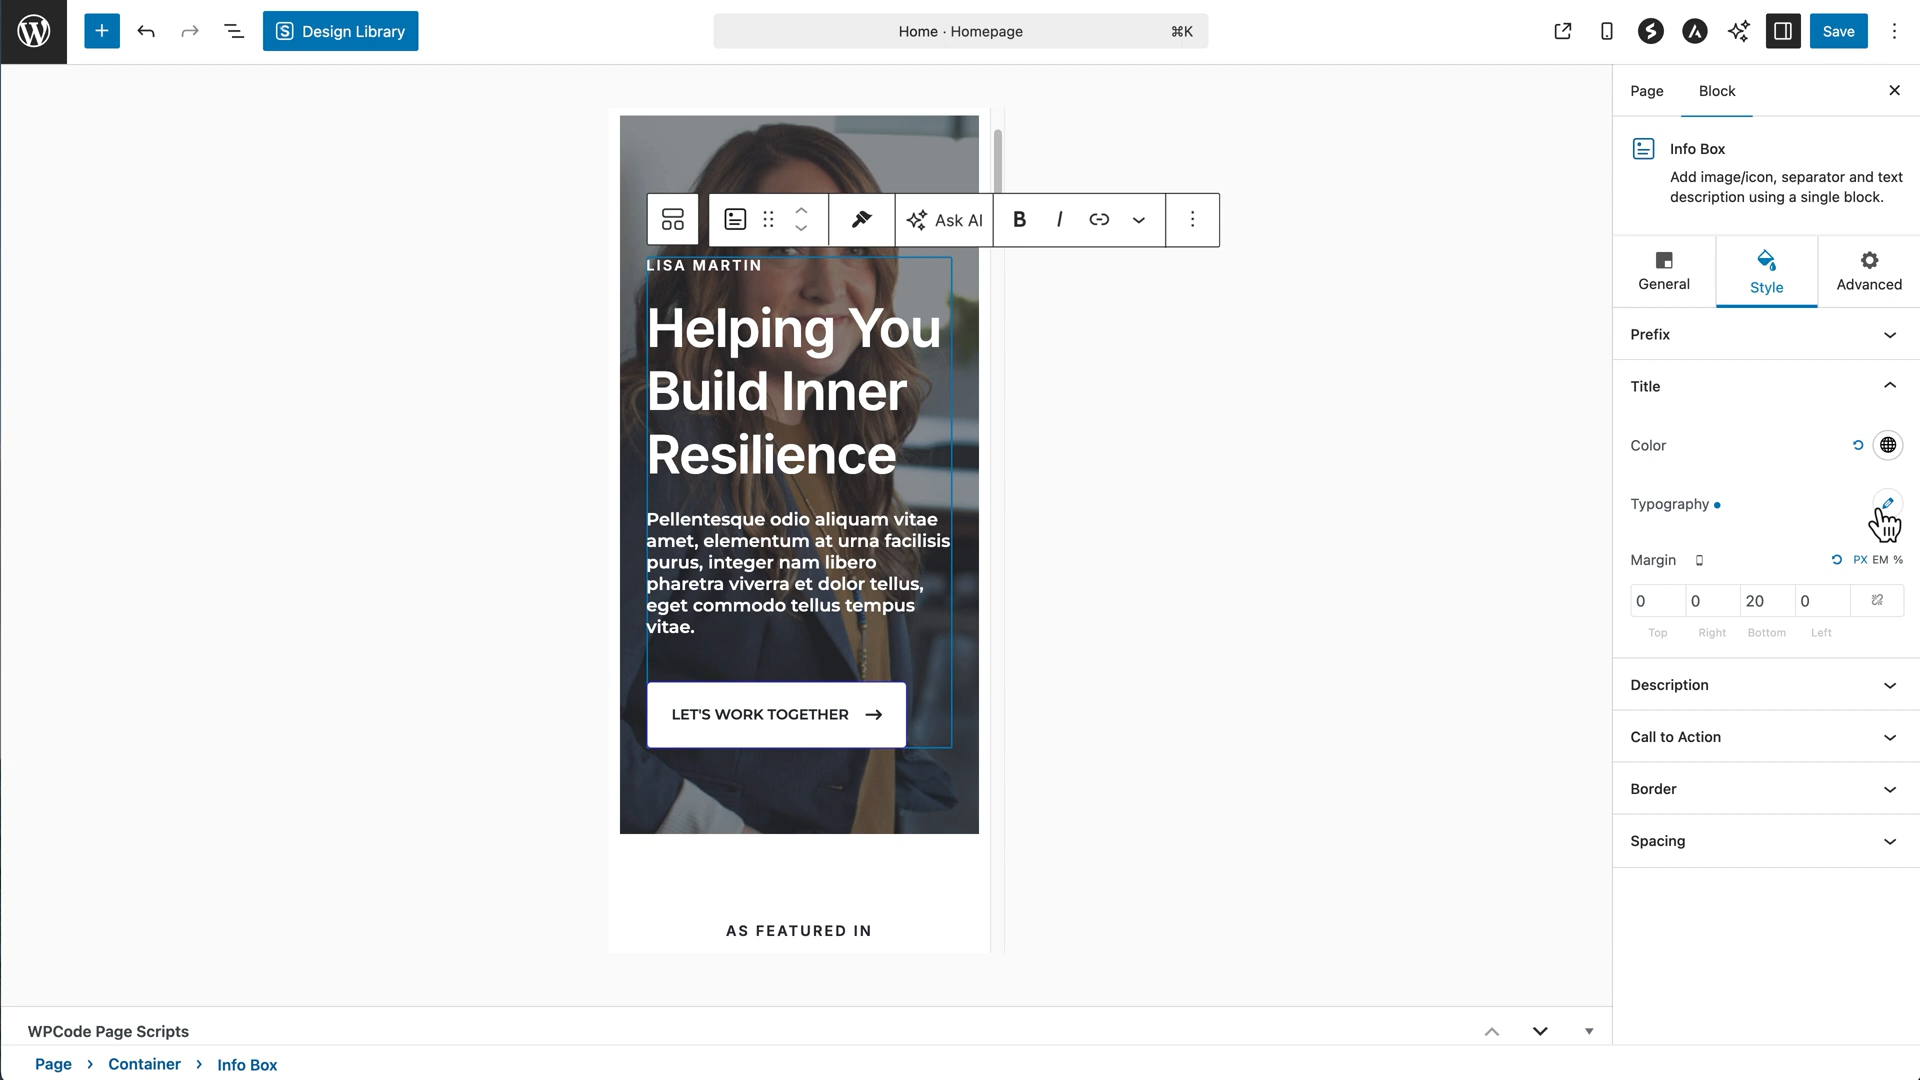 Design Library
Home · Homepage
⌘K
Save
Page
Block
Info Box
Add image/icon, separator and text
description using a single block.
General
Style
Advanced
Prefix
Title
Color
Typography
Margin
PX EM %
0
0
20
0
Top
Right
Bottom
Left
Description
Call to Action
Border
Spacing
Ask AI
B
I
LISA MARTIN
Helping You
Build Inner
Resilience
Pellentesque odio aliquam vitae
amet, elementum at urna facilisis
purus, integer nam libero
pharetra viverra et dolor tellus,
eget commodo tellus tempus
vitae.
LET'S WORK TOGETHER →
AS FEATURED IN
WPCode Page Scripts
Page › Container › Info Box